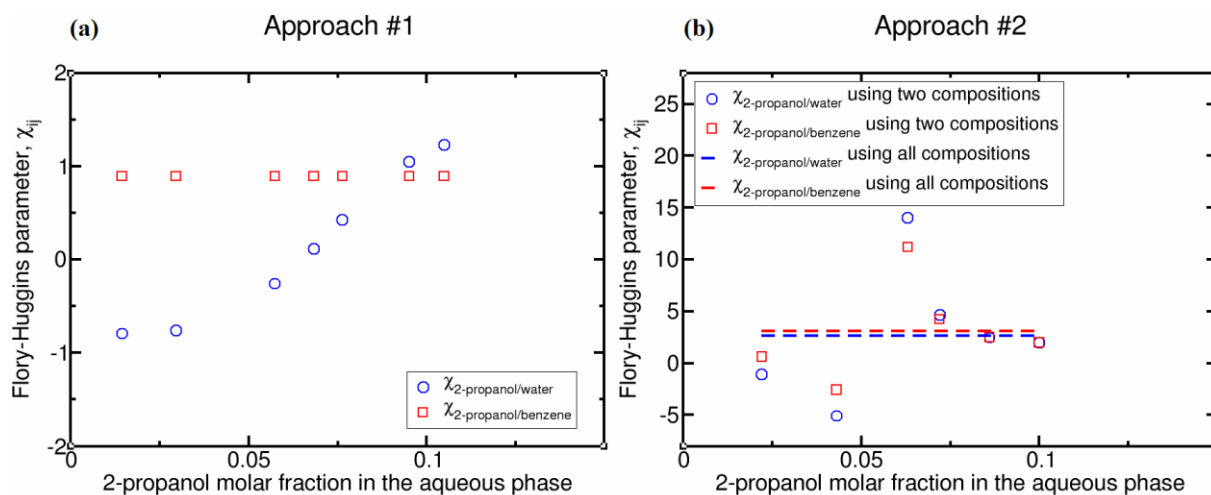 (a)
Approach #1
Flory-Huggins parameter, χij
2
1
0
-1
-2
0
0.05
0.1
χ2-propanol/water
χ2-propanol/benzene
2-propanol molar fraction in the aqueous phase
(b)
Approach #2
Flory-Huggins parameter, χij
25
20
15
10
5
0
-5
0
0.05
0.1
χ2-propanol/water using two compositions
χ2-propanol/benzene using two compositions
χ2-propanol/water using all compositions
χ2-propanol/benzene using all compositions
2-propanol molar fraction in the aqueous phase